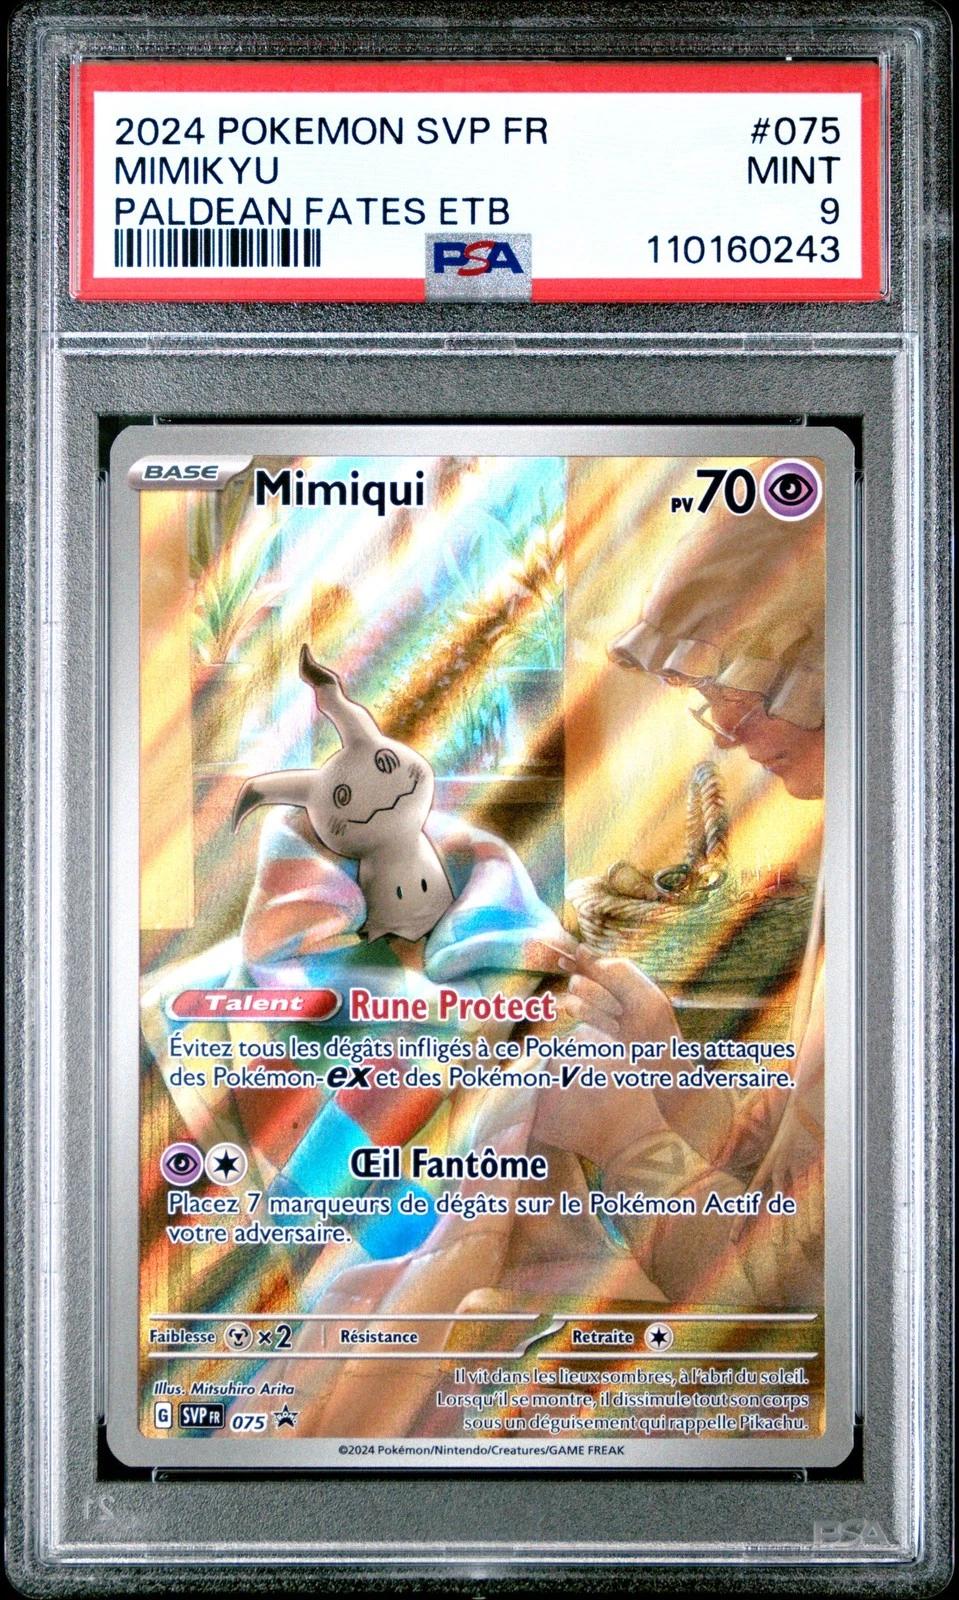 2024 POKEMON SVP FR #075
MIMIKYU MINT
PALDEAN FATES ETB 9
PSA 110160243
BASE Mimiqui PV 70
Talent Rune Protect
Évitez tous les dégâts infligés à ce Pokémon par les attaques
des Pokémon-ex et des Pokémon-V de votre adversaire.
Œil Fantôme
Placez 7 marqueurs de dégâts sur le Pokémon Actif de
votre adversaire.
Faiblesse ×2 Résistance Retraite
Il vit dans les lieux sombres, à l'abri du soleil.
Illus. Mitsuhiro Arita
Lorsqu'il se montre, il dissimule tout son corps
G SVP FR 075
sous un déguisement qui rappelle Pikachu.
©2024 Pokémon/Nintendo/Creatures/GAME FREAK
PSA